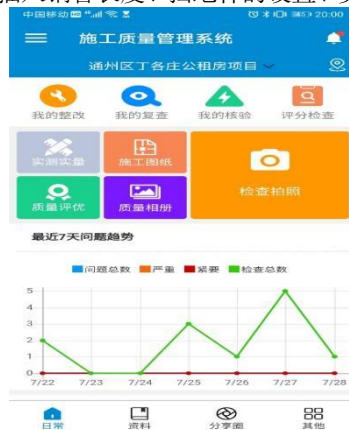 中国移动 20:00
施工质量管理系统
通州区丁各庄公租房项目
我的整改 我的复查 我的核验 评分检查
实测实量 施工图纸
检查拍照
质量评优 质量相册
最近7天问题趋势
问题总数 严重 紧要 检查总数
5
4
3
2
1
0
7/22 7/23 7/24 7/25 7/26 7/27 7/28
日常 资料 分享圈 其他